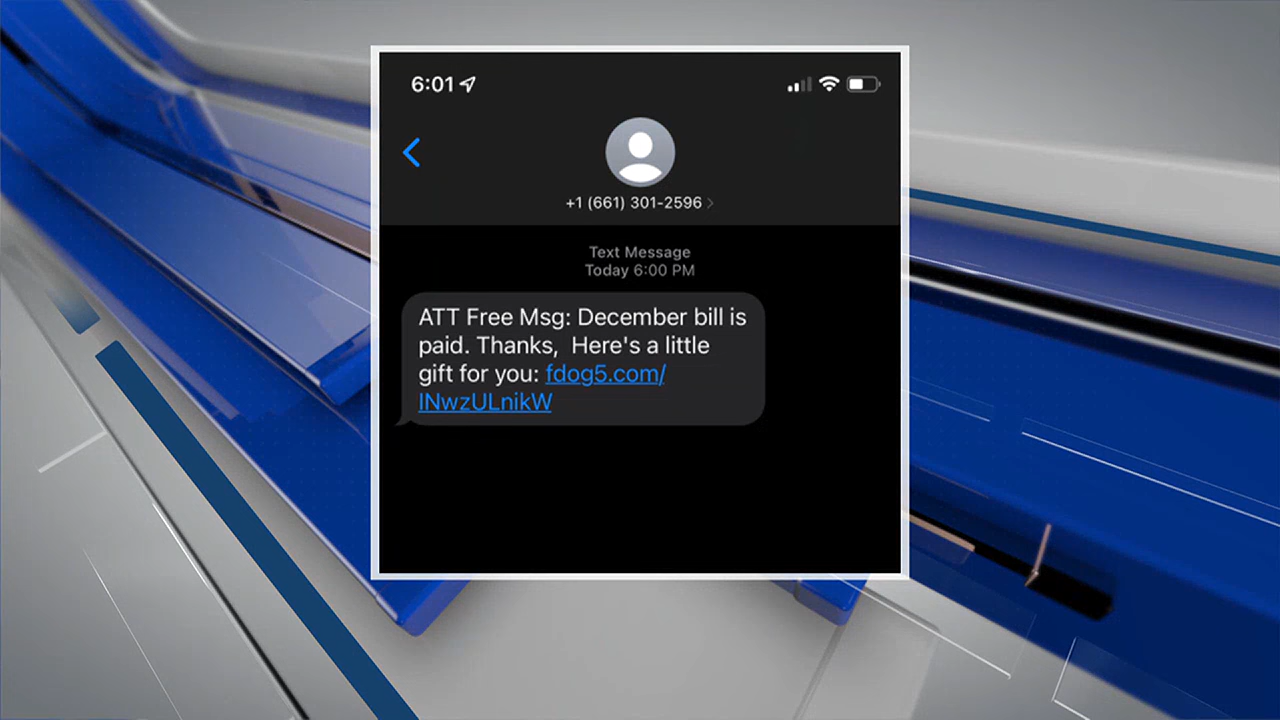 6:01
+1 (661) 301-2596
Text Message
Today 6:00 PM
ATT Free Msg: December bill is
paid. Thanks,  Here's a little
gift for you: fdog5.com/
lNwzULnikW